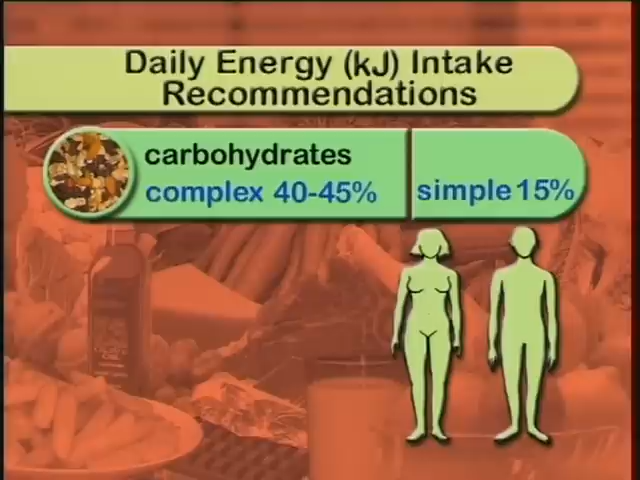 Daily Energy (kJ) Intake
Recommendations
carbohydrates
complex 40-45%
simple 15%